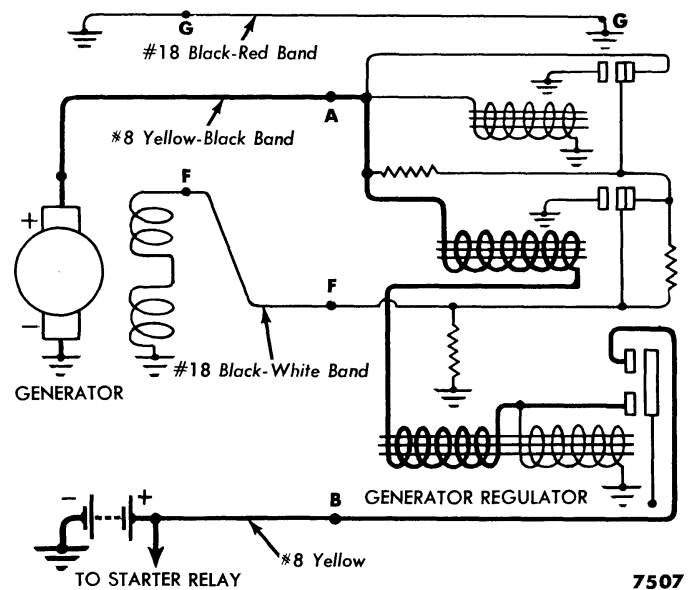 G
G
#18 Black-Red Band
A
#8 Yellow-Black Band
F
+
F
−
#18 Black-White Band
GENERATOR
− +
B
GENERATOR REGULATOR
#8 Yellow
TO STARTER RELAY
7507